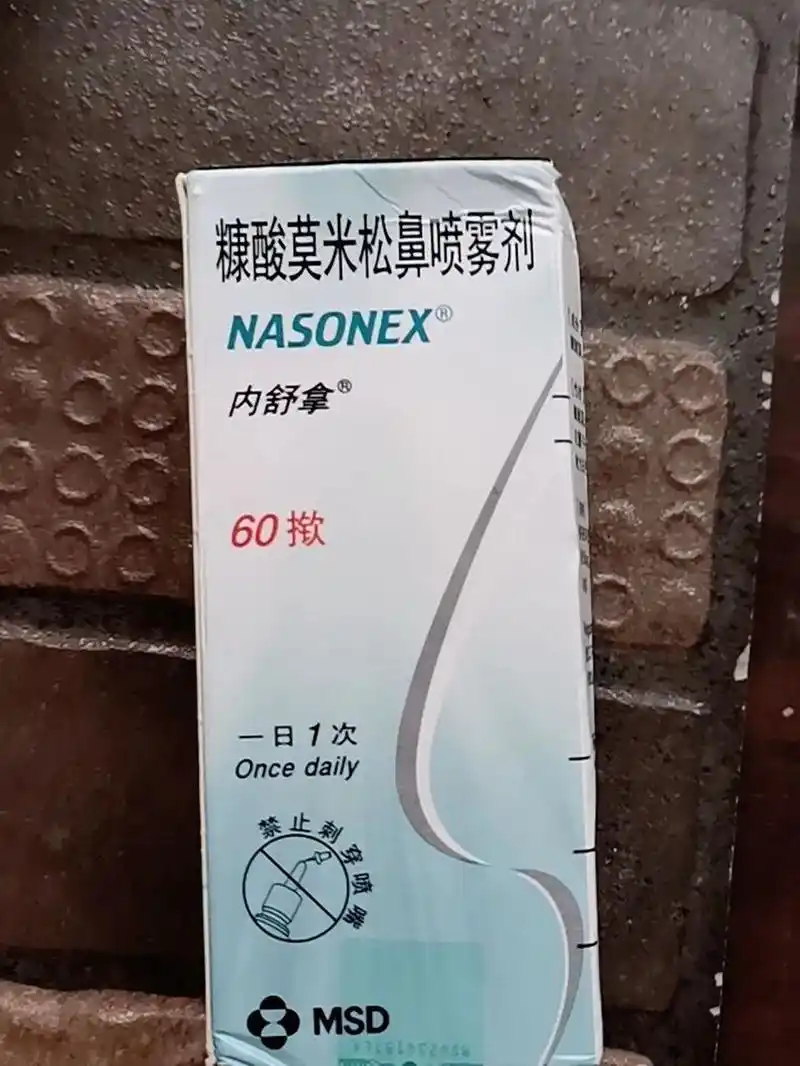 糠酸莫米松鼻喷雾剂
NASONEX®
内舒拿®
60揿
一日1次
Once daily
禁止刺穿喷嘴
MSD